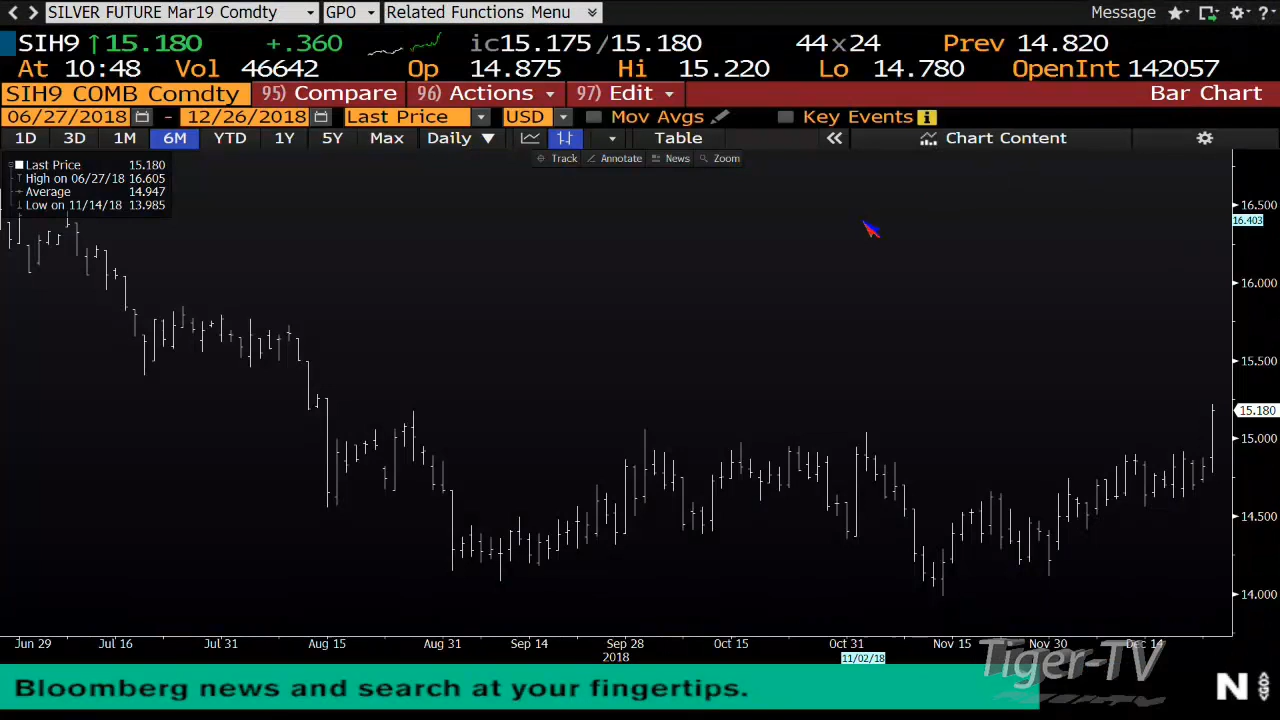 SILVER FUTURE Mar19 Comdty GPO Related Functions Menu Message ?
SIH9 ↑15.180 +.360 ic15.175/15.180 44x24 Prev 14.820
At 10:48 Vol 46642 Op 14.875 Hi 15.220 Lo 14.780 OpenInt 142057
SIH9 COMB Comdty 95) Compare 96) Actions 97) Edit Bar Chart
06/27/2018 - 12/26/2018 Last Price USD Mov Avgs Key Events i
1D 3D 1M 6M YTD 1Y 5Y Max Daily ▼ Table « Chart Content
Track Annotate News Zoom
Last Price 15.180
High on 06/27/18 16.605
Average 14.947
Low on 11/14/18 13.985
16.500
16.403
16.000
15.500
15.180
15.000
14.500
14.000
Jun 29 Jul 16 Jul 31 Aug 15 Aug 31 Sep 14 Sep 28 Oct 15 Oct 31 Nov 15 Nov 30 Dec 14
2018 11/02/18
Tiger-TV
Bloomberg news and search at your fingertips.
N